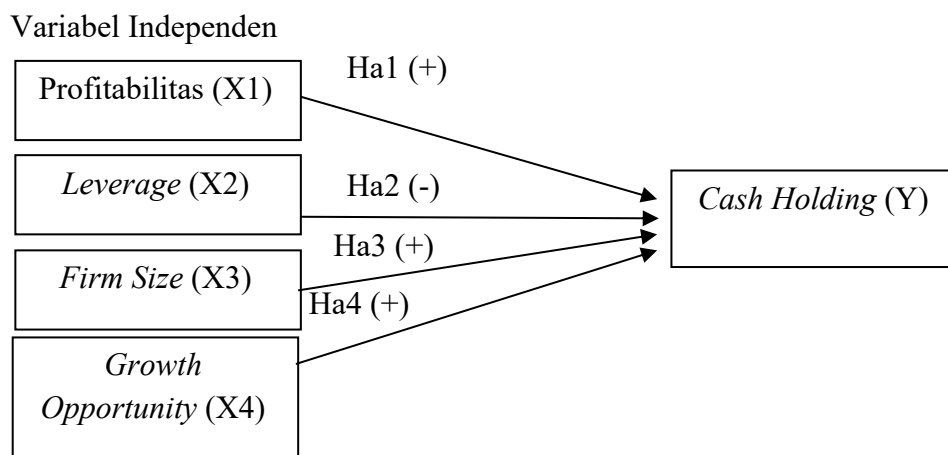 Variabel Independen
Profitabilitas (X1)
Ha1 (+)
Leverage (X2)
Ha2 (-)
Cash Holding (Y)
Ha3 (+)
Firm Size (X3)
Ha4 (+)
Growth
Opportunity (X4)